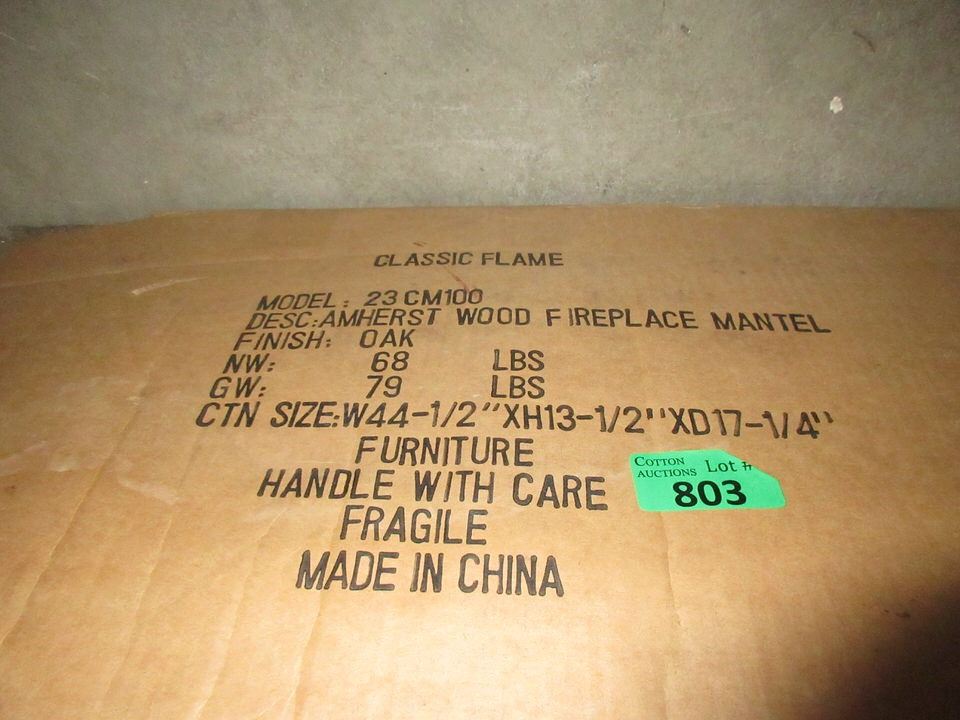 CLASSIC FLAME
MODEL: 23CM100
DESC:AMHERST WOOD FIREPLACE MANTEL
FINISH: OAK
NW: 68 LBS
GW: 79 LBS
CTN SIZE:W44-1/2"XH13-1/2"XD17-1/4"
FURNITURE
HANDLE WITH CARE
FRAGILE
MADE IN CHINA
COTTON AUCTIONS Lot #
803